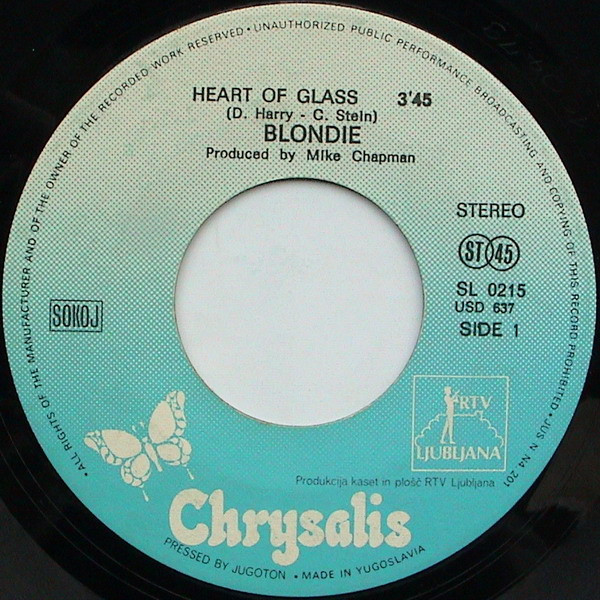 • ALL RIGHTS OF THE MANUFACTURER AND OF THE OWNER OF THE RECORDED WORK RESERVED • UNAUTHORIZED PUBLIC PERFORMANCE BROADCASTING AND COPYING OF THIS RECORD PROHIBITED • JUS N N4 201
HEART OF GLASS 3'45
(D. Harry - C. Stein)
BLONDIE
Produced by Mike Chapman
STEREO
ST 45
SL 0215
USD 637
SIDE 1
SOKOJ
RTV
LJUBLJANA
Produkcija kaset in plošč RTV Ljubljana
Chrysalis
PRESSED BY JUGOTON • MADE IN YUGOSLAVIA